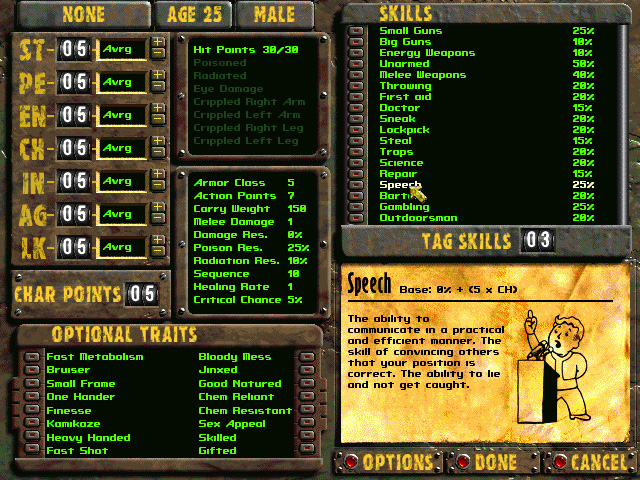 NONE
AGE 25
MALE
ST 05 Avrg
PE 05 Avrg
EN 05 Avrg
CH 05 Avrg
IN 05 Avrg
AG 05 Avrg
LK 05 Avrg
CHAR POINTS 05
Hit Points 30/30
Poisoned
Radiated
Eye Damage
Crippled Right Arm
Crippled Left Arm
Crippled Right Leg
Crippled Left Leg
Armor Class 5
Action Points 7
Carry Weight 150
Melee Damage 1
Damage Res. 0%
Poison Res. 25%
Radiation Res. 10%
Sequence 10
Healing Rate 1
Critical Chance 5%
OPTIONAL TRAITS
Fast Metabolism Bloody Mess
Bruiser Jinxed
Small Frame Good Natured
One Hander Chem Reliant
Finesse Chem Resistant
Kamikaze Sex Appeal
Heavy Handed Skilled
Fast Shot Gifted
SKILLS
Small Guns 25%
Big Guns 10%
Energy Weapons 10%
Unarmed 50%
Melee Weapons 40%
Throwing 20%
First aid 20%
Doctor 15%
Sneak 20%
Lockpick 20%
Steal 15%
Traps 20%
Science 20%
Repair 15%
Speech 25%
20%
Gambling 25%
Outdoorsman 20%
TAG SKILLS 03
Speech Base: 0% + (5 x CH)
The ability to
communicate in a practical
and efficient manner. The
skill of convincing others
that your position is
correct. The ability to lie
and not get caught.
OPTIONS
DONE
CANCEL